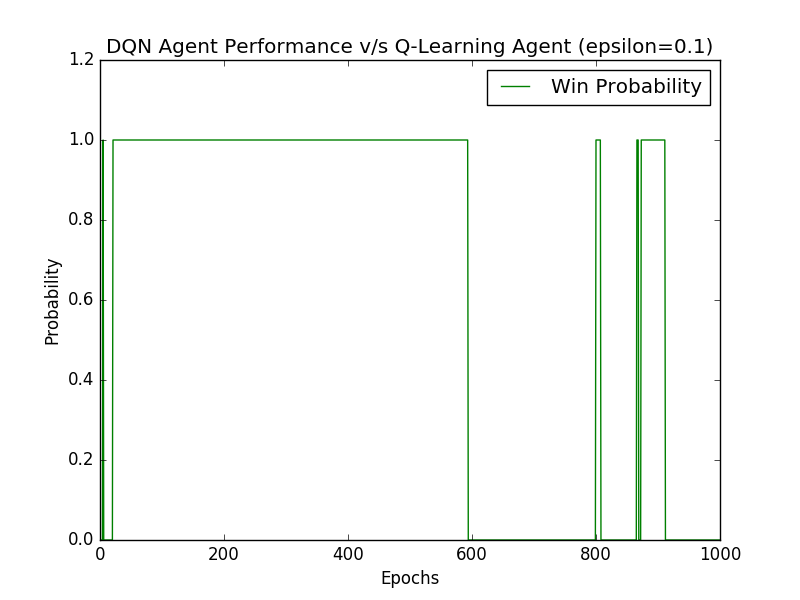 DQN Agent Performance v/s Q-Learning Agent (epsilon=0.1)
Win Probability
1.2
1.0
0.8
0.6
0.4
0.2
0.0
Probability
0 200 400 600 800 1000
Epochs